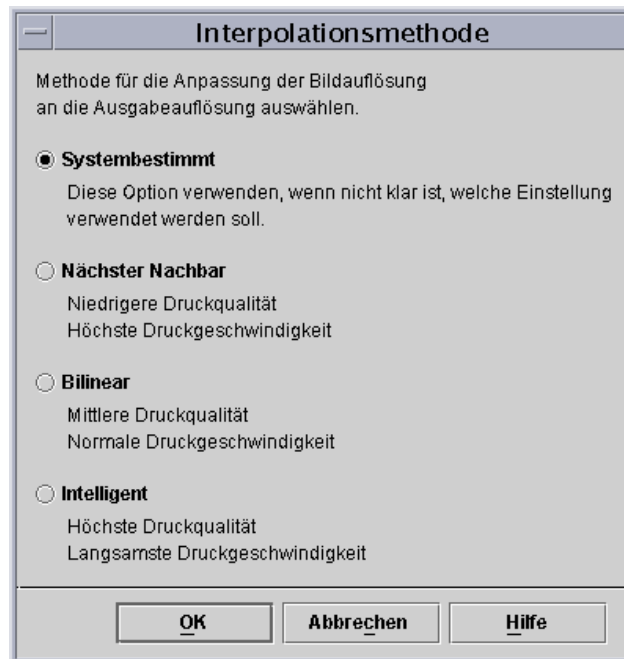 Interpolationsmethode
Methode für die Anpassung der Bildauflösung
an die Ausgabeauflösung auswählen.
Systembestimmt
Diese Option verwenden, wenn nicht klar ist, welche Einstellung
verwendet werden soll.
Nächster Nachbar
Niedrigere Druckqualität
Höchste Druckgeschwindigkeit
Bilinear
Mittlere Druckqualität
Normale Druckgeschwindigkeit
Intelligent
Höchste Druckqualität
Langsamste Druckgeschwindigkeit
OK Abbrechen Hilfe